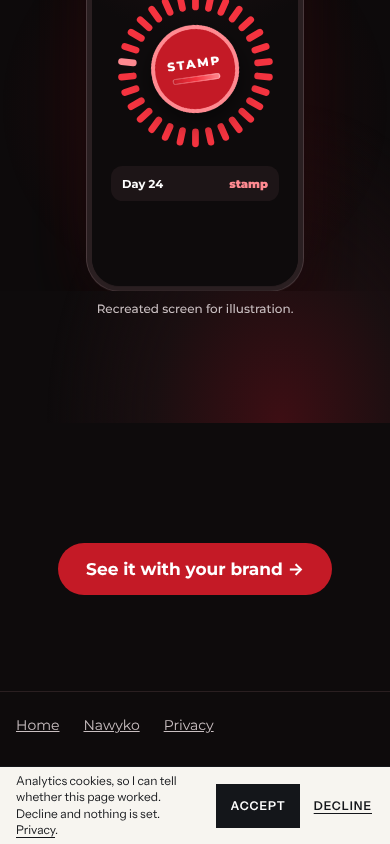 STAMP
Day 24 stamp
Recreated screen for illustration.
See it with your brand →
Home Nawyko Privacy
Analytics cookies, so I can tell
whether this page worked.
Decline and nothing is set.
Privacy.
ACCEPT DECLINE